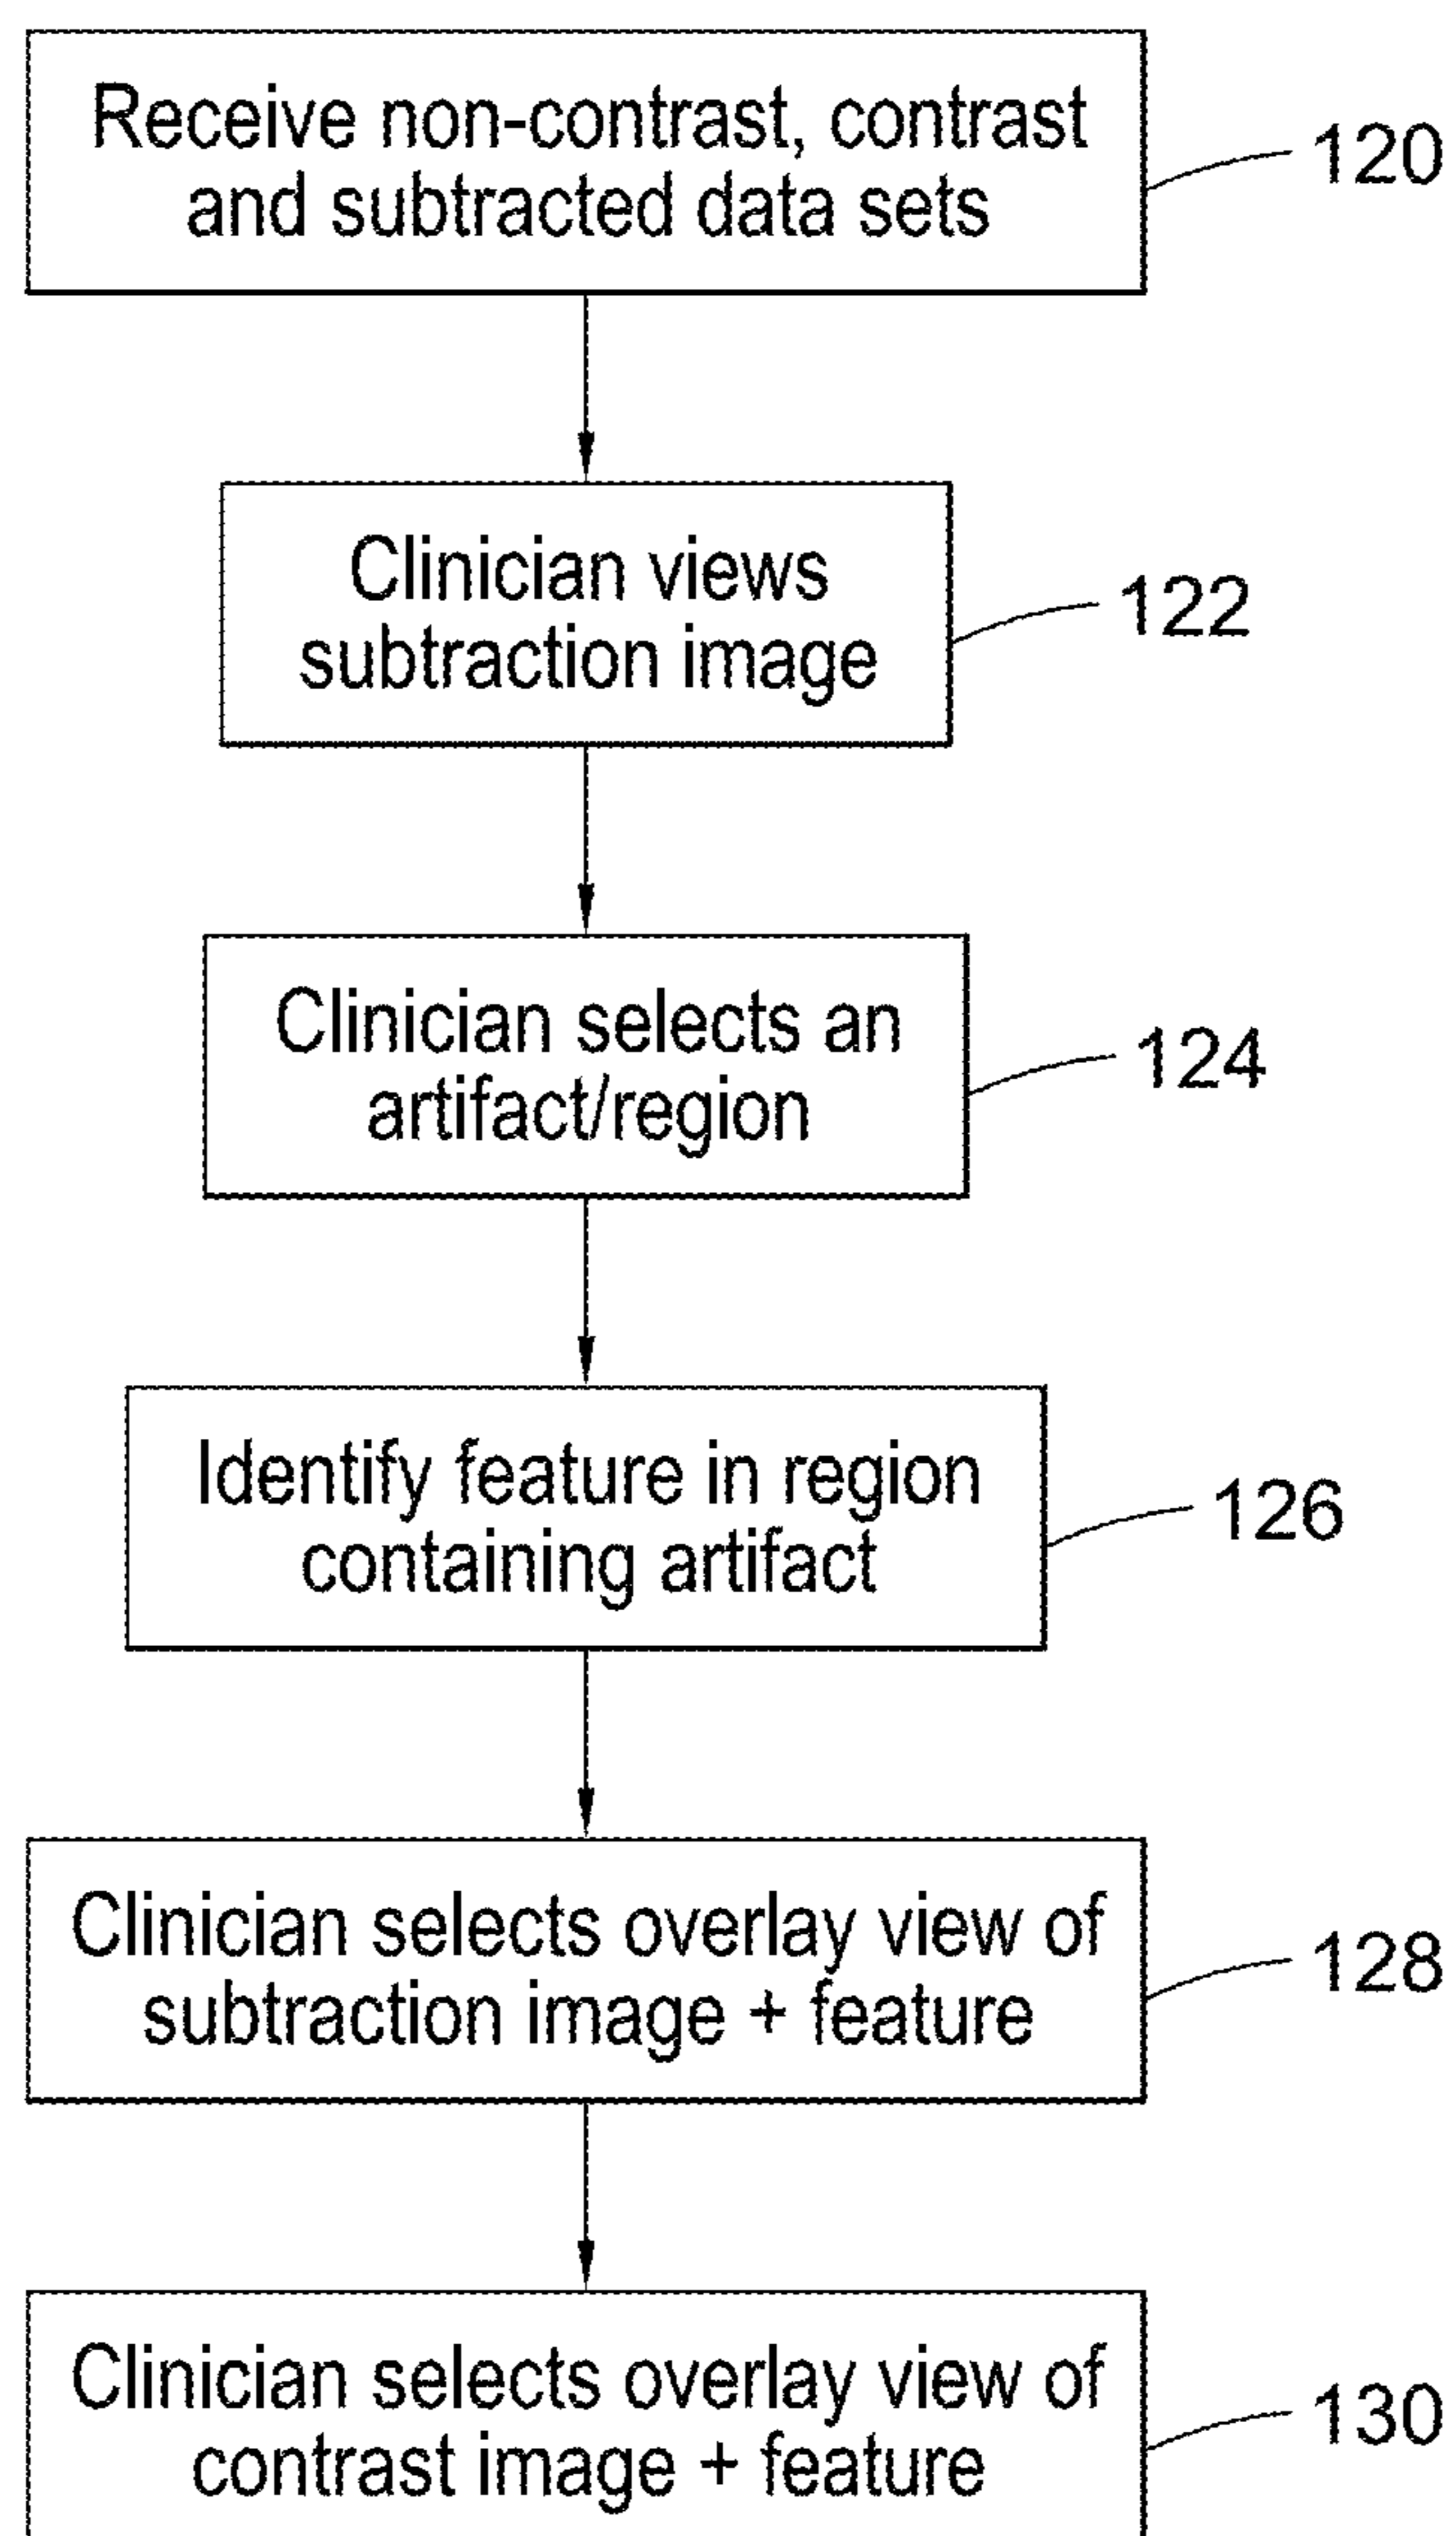 Receive non-contrast, contrast
and subtracted data sets
120
Clinician views
subtraction image
122
Clinician selects an
artifact/region
124
Identify feature in region
containing artifact
126
Clinician selects overlay view of
subtraction image + feature
128
Clinician selects overlay view of
contrast image + feature
130